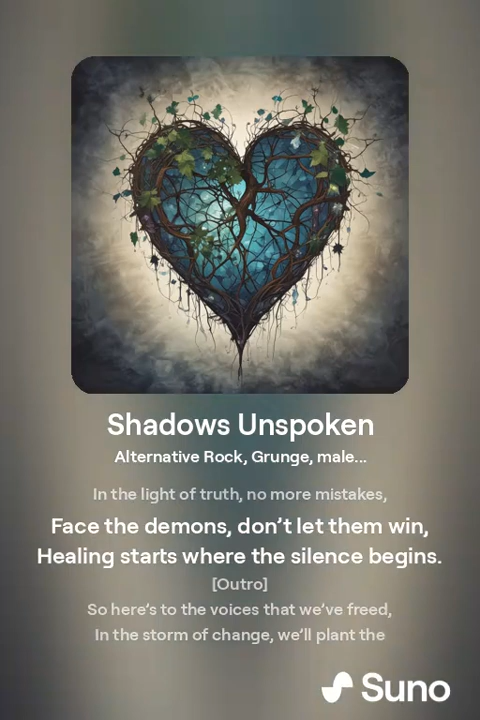 Shadows Unspoken
Alternative Rock, Grunge, male...
In the light of truth, no more mistakes,
Face the demons, don't let them win,
Healing starts where the silence begins.
[Outro]
So here's to the voices that we've freed,
In the storm of change, we'll plant the
Suno